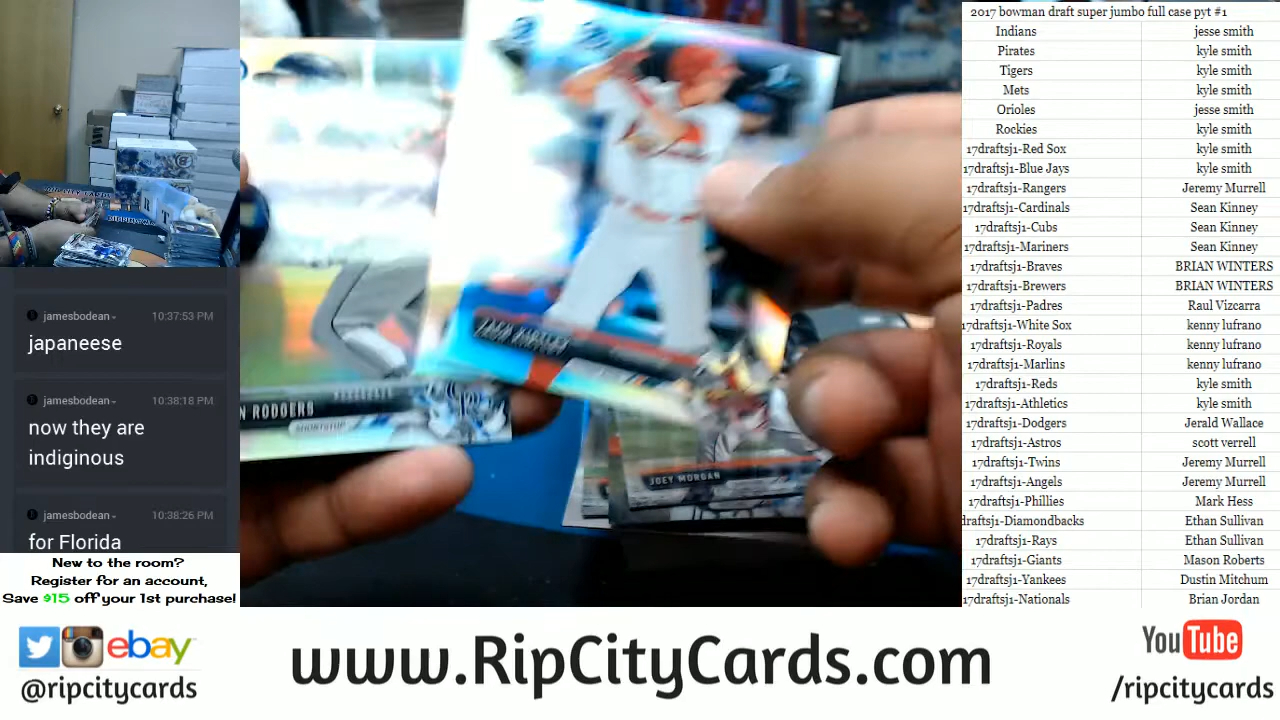 jamesbodean 10:37:53 PM
japaneese
jamesbodean 10:38:18 PM
now they are
indiginous
jamesbodean 10:38:26 PM
for Florida
New to the room?
Register for an account,
Save $15 off your 1st purchase!
N RODGERS
SHORTSTOP
JOEY MORGAN
2017 bowman draft super jumbo full case pyt #1
Indians jesse smith
Pirates kyle smith
Tigers kyle smith
Mets kyle smith
Orioles jesse smith
Rockies kyle smith
17draftsj1-Red Sox kyle smith
17draftsj1-Blue Jays kyle smith
17draftsj1-Rangers Jeremy Murrell
17draftsj1-Cardinals Sean Kinney
17draftsj1-Cubs Sean Kinney
17draftsj1-Mariners Sean Kinney
17draftsj1-Braves BRIAN WINTERS
17draftsj1-Brewers BRIAN WINTERS
17draftsj1-Padres Raul Vizcarra
17draftsj1-White Sox kenny lufrano
17draftsj1-Royals kenny lufrano
17draftsj1-Marlins kenny lufrano
17draftsj1-Reds kyle smith
17draftsj1-Athletics kyle smith
17draftsj1-Dodgers Jerald Wallace
17draftsj1-Astros scott verrell
17draftsj1-Twins Jeremy Murrell
17draftsj1-Angels Jeremy Murrell
17draftsj1-Phillies Mark Hess
draftsj1-Diamondbacks Ethan Sullivan
17draftsj1-Rays Ethan Sullivan
17draftsj1-Giants Mason Roberts
17draftsj1-Yankees Dustin Mitchum
17draftsj1-Nationals Brian Jordan
ebay
@ripcitycards
www.RipCityCards.com
YouTube
/ripcitycards